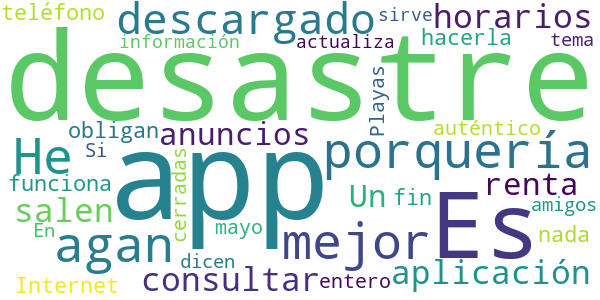 teléfono descargado sirve horarios
información actualiza hacerla tema
desastre
obligan anuncios Playas auténtico
He Si app porquería
funciona cerradas Es renta
salen Un fin amigos
En agan mayo mejor nada
dicen aplicación
Internet consultar entero